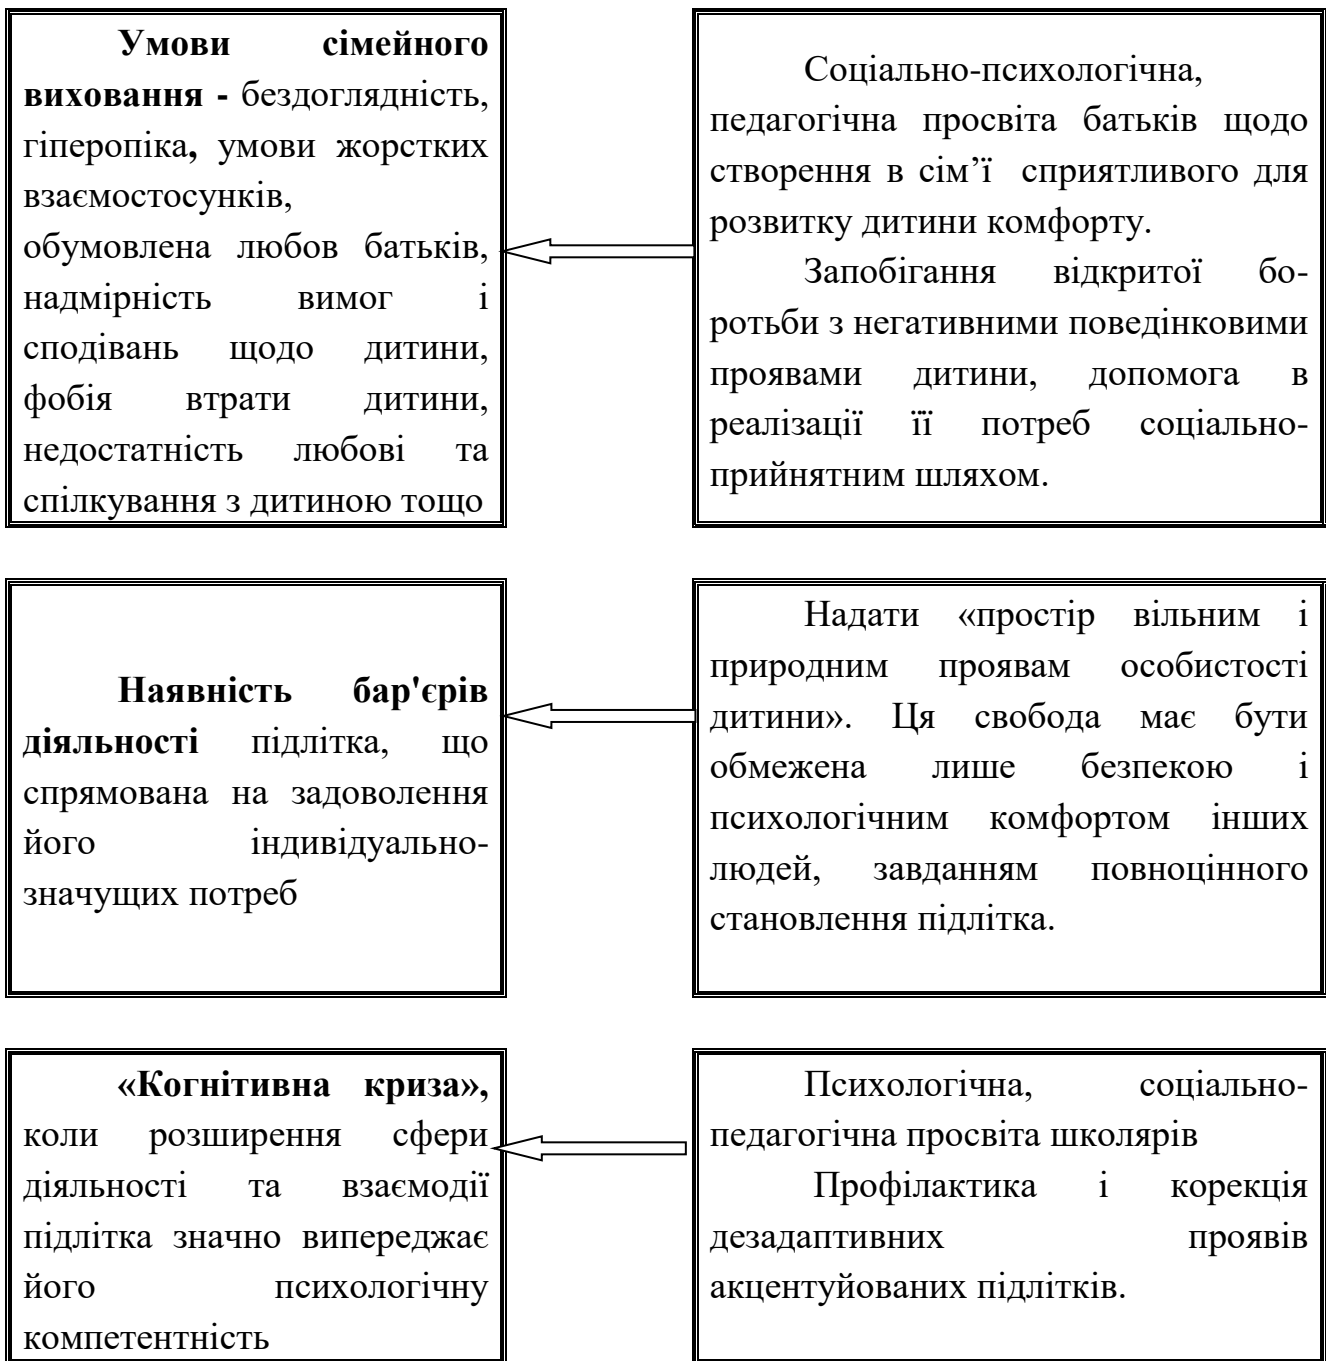 Умови сімейного
виховання - бездоглядність,
гіперопіка, умови жорстких
взаємостосунків,
обумовлена любов батьків,
надмірність вимог і
сподівань щодо дитини,
фобія втрати дитини,
недостатність любові та
спілкування з дитиною тощо
Соціально-психологічна,
педагогічна просвіта батьків щодо
створення в сім’ї сприятливого для
розвитку дитини комфорту.
Запобігання відкритої бо-
ротьби з негативними поведінковими
проявами дитини, допомога в
реалізації її потреб соціально-
прийнятним шляхом.
Наявність бар'єрів
діяльності підлітка, що
спрямована на задоволення
його індивідуально-
значущих потреб
Надати «простір вільним і
природним проявам особистості
дитини». Ця свобода має бути
обмежена лише безпекою і
психологічним комфортом інших
людей, завданням повноцінного
становлення підлітка.
«Когнітивна криза»,
коли розширення сфери
діяльності та взаємодії
підлітка значно випереджає
його психологічну
компетентність
Психологічна, соціально-
педагогічна просвіта школярів
Профілактика і корекція
дезадаптивних проявів
акцентуйованих підлітків.